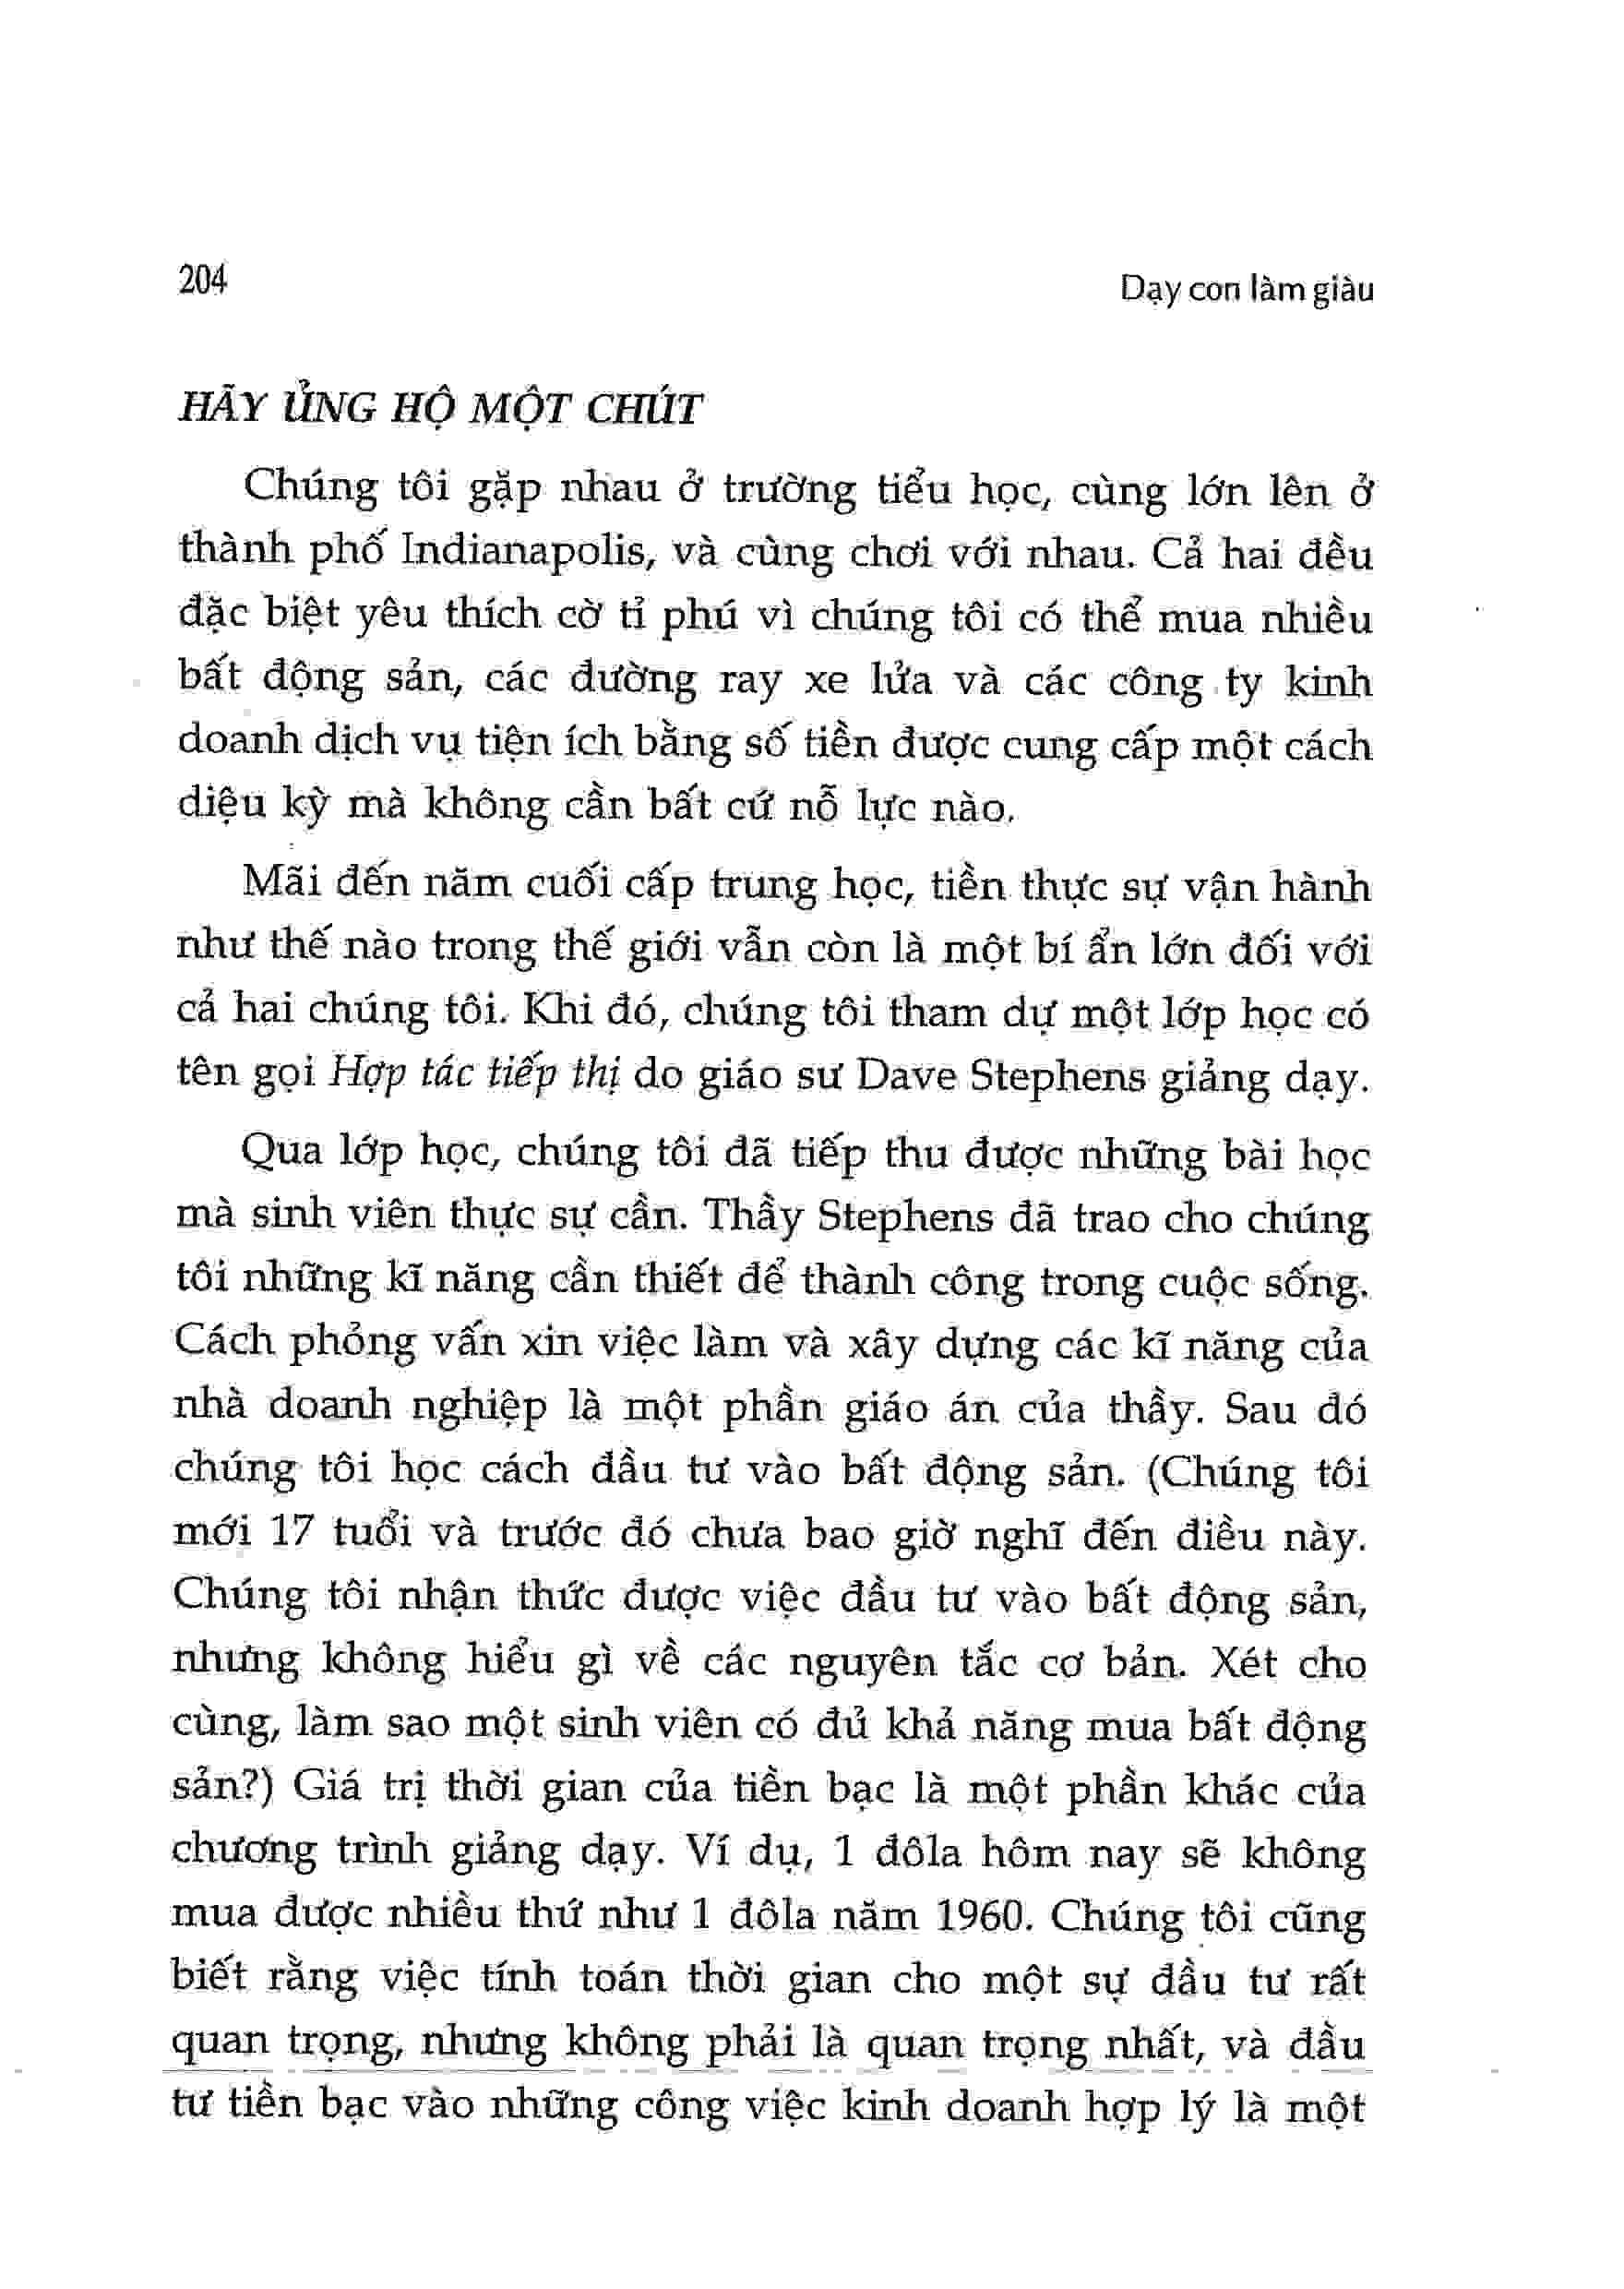 204
Dạy con làm giàu
HÃY ỦNG HỘ MỘT CHÚT
Chúng tôi gặp nhau ở trường tiểu học, cùng lớn lên ở
thành phố Indianapolis, và cùng chơi với nhau. Cả hai đều
đặc biệt yêu thích cờ tỉ phú vì chúng tôi có thể mua nhiều
bất động sản, các đường ray xe lửa và các công ty kinh
doanh dịch vụ tiện ích bằng số tiền được cung cấp một cách
diệu kỳ mà không cần bất cứ nỗ lực nào.
Mãi đến năm cuối cấp trung học, tiền thực sự vận hành
như thế nào trong thế giới vẫn còn là một bí ẩn lớn đối với
cả hai chúng tôi. Khi đó, chúng tôi tham dự một lớp học có
tên gọi Hợp tác tiếp thị do giáo sư Dave Stephens giảng dạy.
Qua lớp học, chúng tôi đã tiếp thu được những bài học
mà sinh viên thực sự cần. Thầy Stephens đã trao cho chúng
tôi những kĩ năng cần thiết để thành công trong cuộc sống.
Cách phỏng vấn xin việc làm và xây dựng các kĩ năng của
nhà doanh nghiệp là một phần giáo án của thầy. Sau đó
chúng tôi học cách đầu tư vào bất động sản. (Chúng tôi
mới 17 tuổi và trước đó chưa bao giờ nghĩ đến điều này.
Chúng tôi nhận thức được việc đầu tư vào bất động sản,
nhưng không hiểu gì về các nguyên tắc cơ bản. Xét cho
cùng, làm sao một sinh viên có đủ khả năng mua bất động
sản?) Giá trị thời gian của tiền bạc là một phần khác của
chương trình giảng dạy. Ví dụ, 1 đôla hôm nay sẽ không
mua được nhiều thứ như 1 đôla năm 1960. Chúng tôi cũng
biết rằng việc tính toán thời gian cho một sự đầu tư rất
quan trọng, nhưng không phải là quan trọng nhất, và đầu
tư tiền bạc vào những công việc kinh doanh hợp lý là một